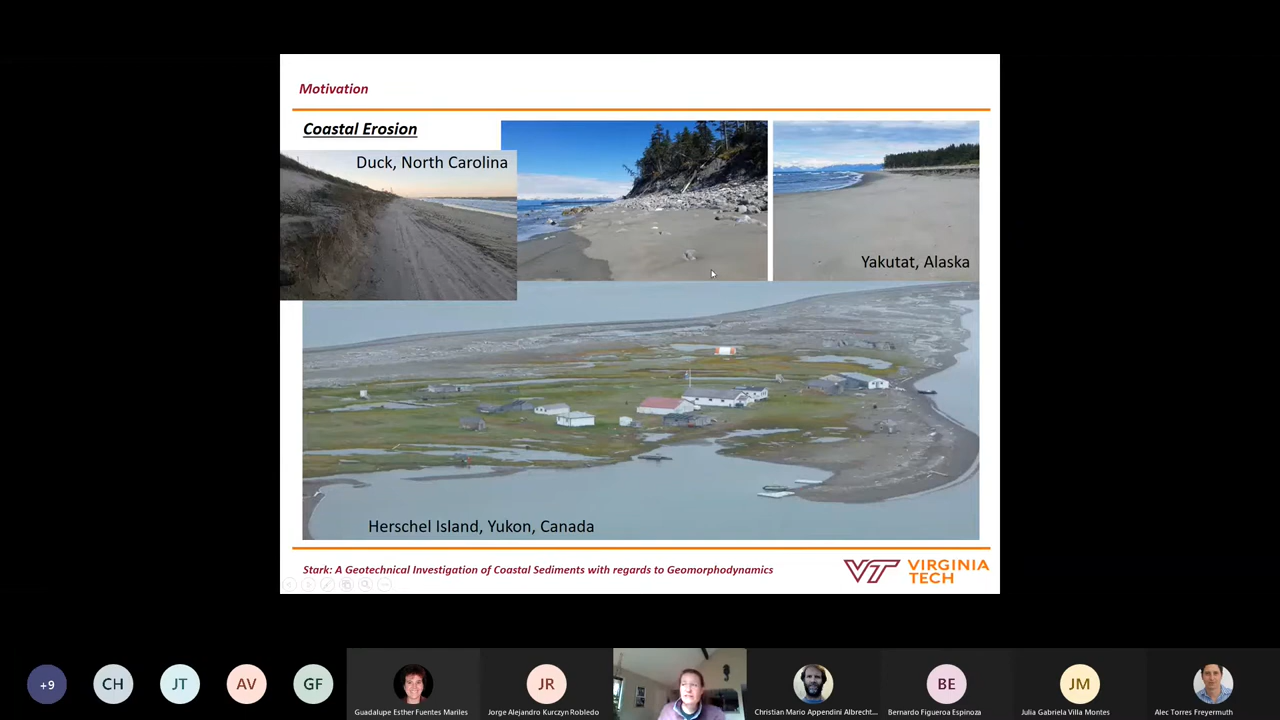 Motivation
Coastal Erosion
Duck, North Carolina
Yakutat, Alaska
Herschel Island, Yukon, Canada
Stark: A Geotechnical Investigation of Coastal Sediments with regards to Geomorphodynamics
VT VIRGINIA TECH
+9
CH
JT
AV
GF
JR
BE
JM
Guadalupe Esther Fuentes Mariles
Jorge Alejandro Kurczyn Robledo
Christian Mario Appendini Albrecht...
Bernardo Figueroa Espinoza
Julia Gabriela Villa Montes
Alec Torres Freyermuth